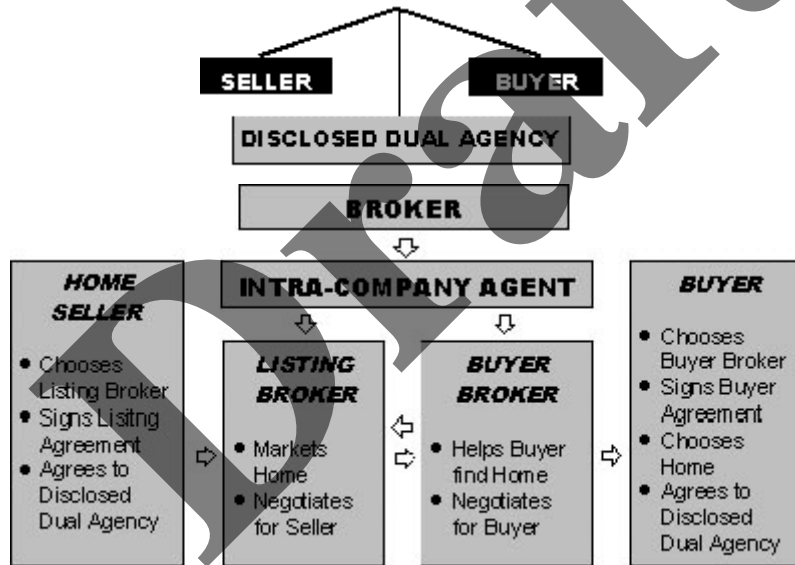 SELLER
BUYER
DISCLOSED DUAL AGENCY
BROKER
INTRA-COMPANY AGENT
HOME
SELLER
• Chooses
Listing Broker
• Signs Lisitng
Agreement
• Agrees to
Disclosed
Dual Agency
LISTING
BROKER
• Markets
Home
• Negotiates
for Seller
BUYER
BROKER
• Helps Buyer
find Home
• Negotiates
for Buyer
BUYER
• Chooses
Buyer Broker
• Signs Buyer
Agreement
• Chooses
Home
• Agrees to
Disclosed
Dual Agency
Draft